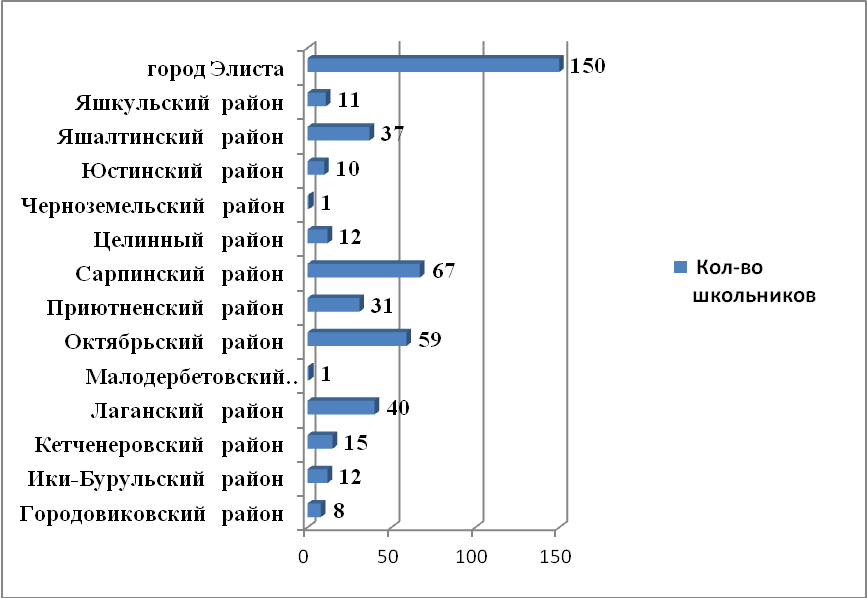 город Элиста 150
Яшкульский район 11
Яшалтинский район 37
Юстинский район 10
Черноземельский район 1
Целинный район 12
Сарпинский район 67
Приютненский район 31
Октябрьский район 59
Малодербетовский.. 1
Лаганский район 40
Кетченеровский район 15
Ики-Бурульский район 12
Городовиковский район 8
0 50 100 150
Кол-во
школьников